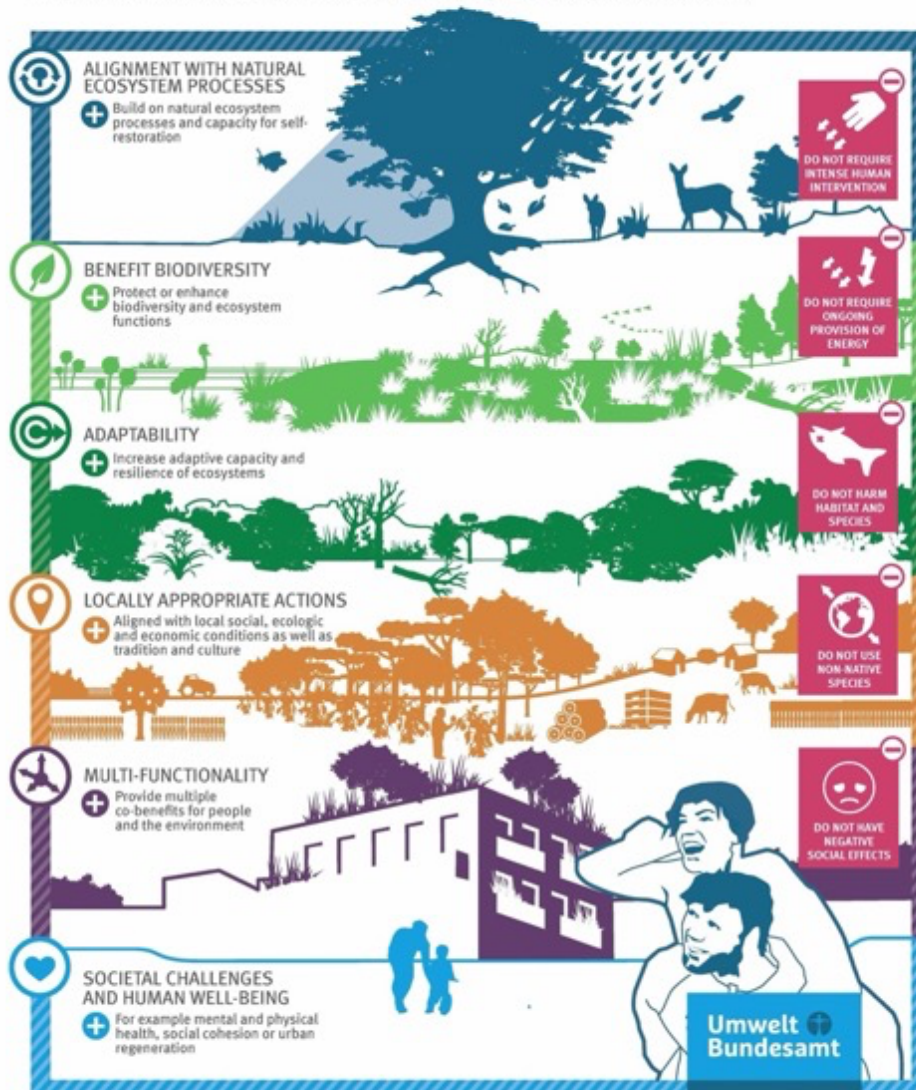 ALIGNMENT WITH NATURAL
ECOSYSTEM PROCESSES
Build on natural ecosystem
processes and capacity for self-
restoration
DO NOT REQUIRE
INTENSE HUMAN
INTERVENTION
BENEFIT BIODIVERSITY
Protect or enhance
biodiversity and ecosystem
functions
DO NOT REQUIRE
ONGOING
PROVISION OF
ENERGY
ADAPTABILITY
Increase adaptive capacity and
resilience of ecosystems
DO NOT HARM
HABITAT AND
SPECIES
LOCALLY APPROPRIATE ACTIONS
Aligned with local social, ecologic
and economic conditions as well as
tradition and culture
DO NOT USE
NON-NATIVE
SPECIES
MULTI-FUNCTIONALITY
Provide multiple
co-benefits for people
and the environment
DO NOT HAVE
NEGATIVE
SOCIAL EFFECTS
SOCIETAL CHALLENGES
AND HUMAN WELL-BEING
For example mental and physical
health, social cohesion or urban
regeneration
Umwelt
Bundesamt